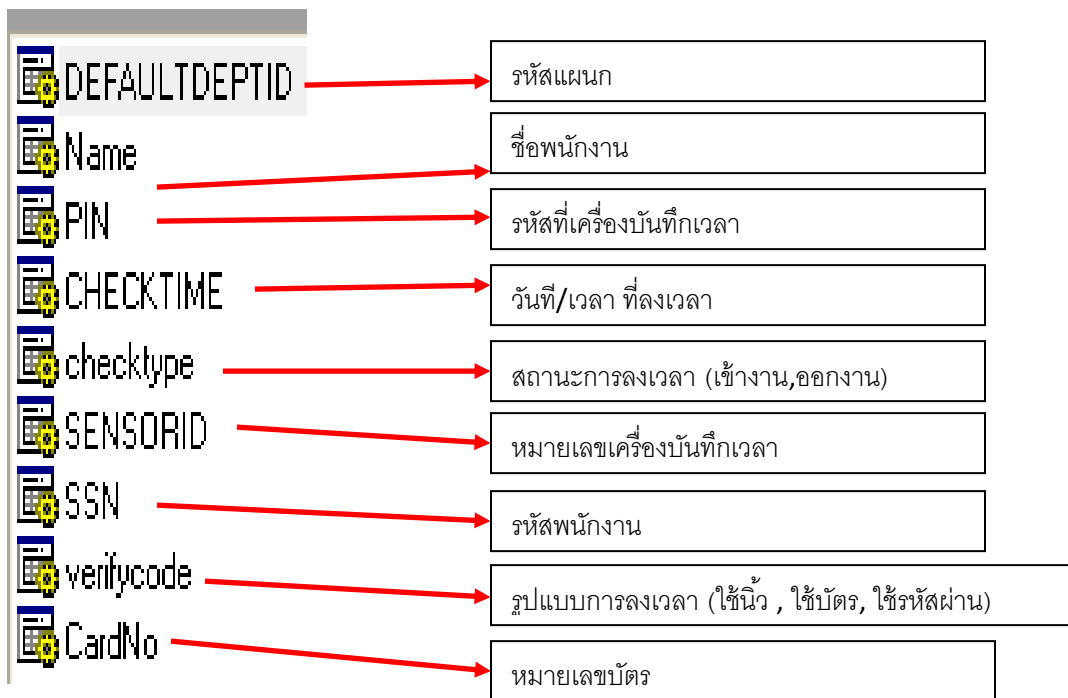 DEFAULTDEPTID
รหัสแผนก
Name
ชื่อพนักงาน
PIN
รหัสที่เครื่องบันทึกเวลา
CHECKTIME
วันที/เวลา ที่ลงเวลา
checktype
สถานะการลงเวลา (เข้างาน,ออกงาน)
SENSORID
หมายเลขเครื่องบันทึกเวลา
SSN
รหัสพนักงาน
verifycode
รูปแบบการลงเวลา (ใช้นิ้ว , ใช้บัตร, ใช้รหัสผ่าน)
CardNo
หมายเลขบัตร